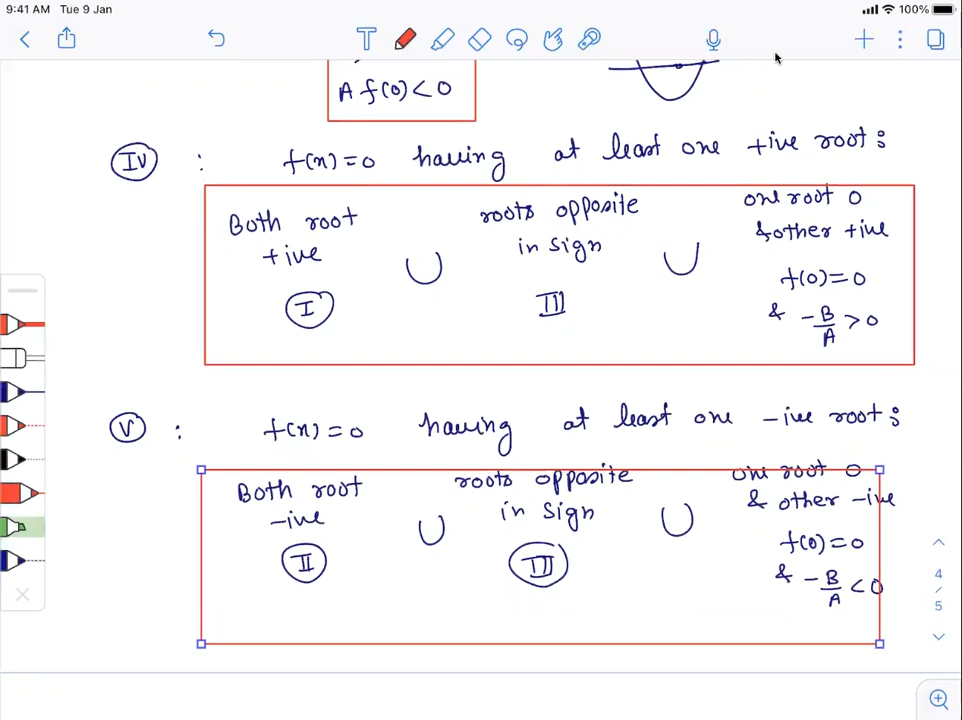 9:41 AM Tue 9 Jan
100%
A f(0) < 0
IV : f(x) = 0 having at least one +ive root :
Both root
+ive
I
∪
roots opposite
in sign
III
∪
one root 0
& other +ive
f(0) = 0
& -B/A > 0
V : f(x) = 0 having at least one -ive root :
Both root
-ive
II
∪
roots opposite
in sign
III
∪
one root 0
& other -ive
f(0) = 0
& -B/A < 0
4
/
5